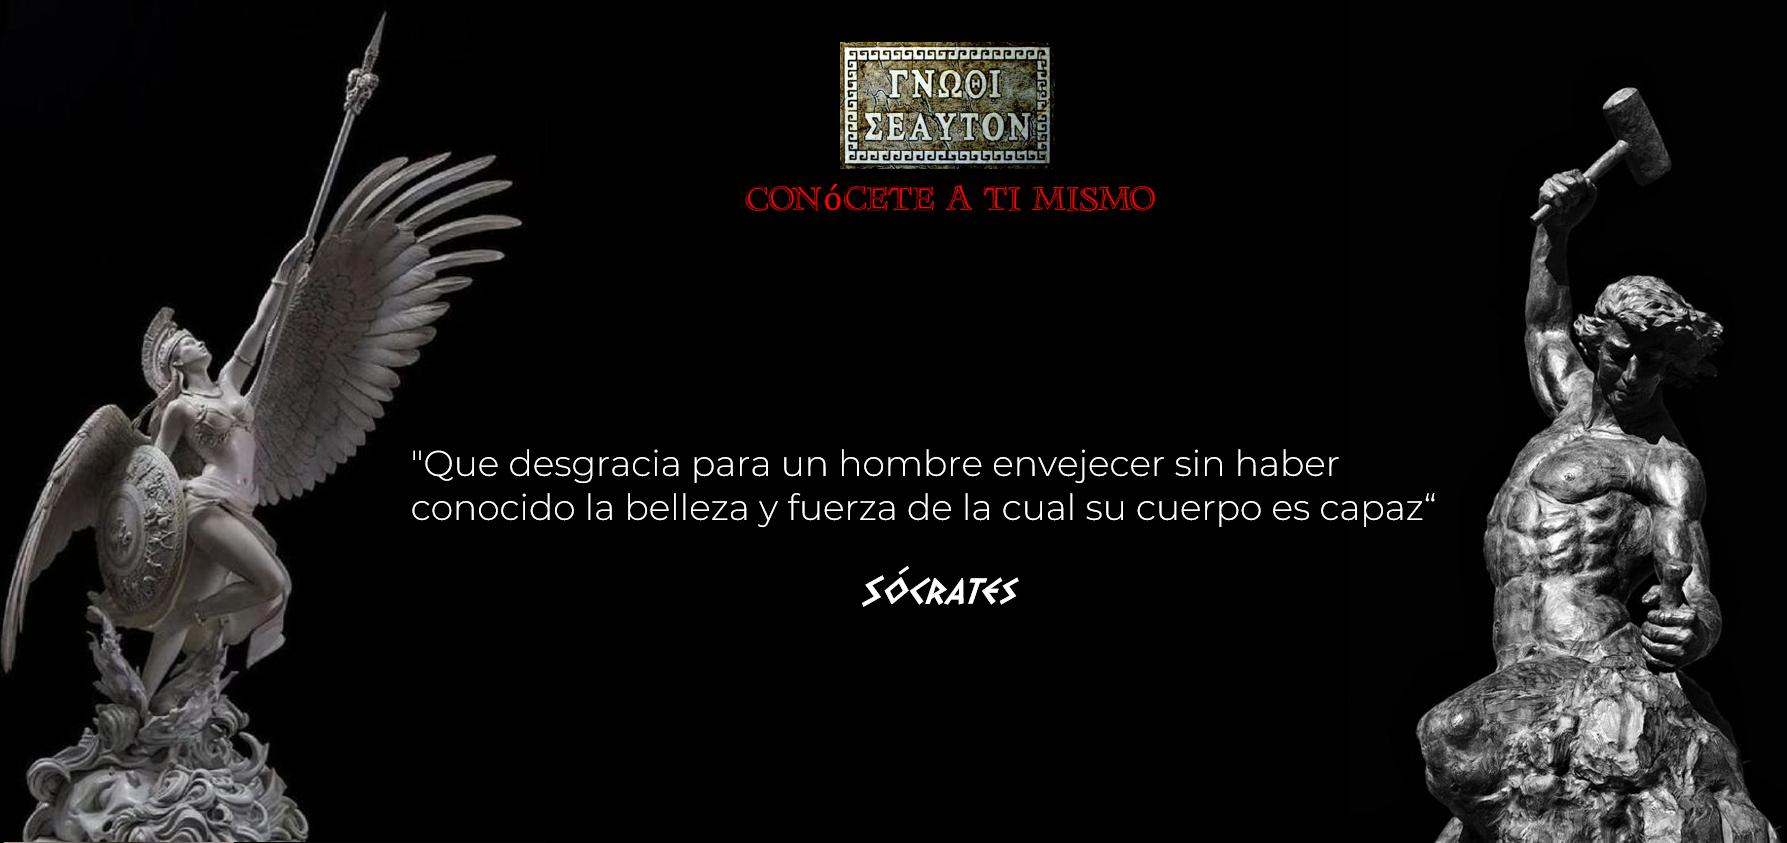 ΓΝΩΘΙ
ΣΕΑΥΤΟΝ
CONóCETE A TI MISMO
"Que desgracia para un hombre envejecer sin haber
conocido la belleza y fuerza de la cual su cuerpo es capaz“
SÓCRATES